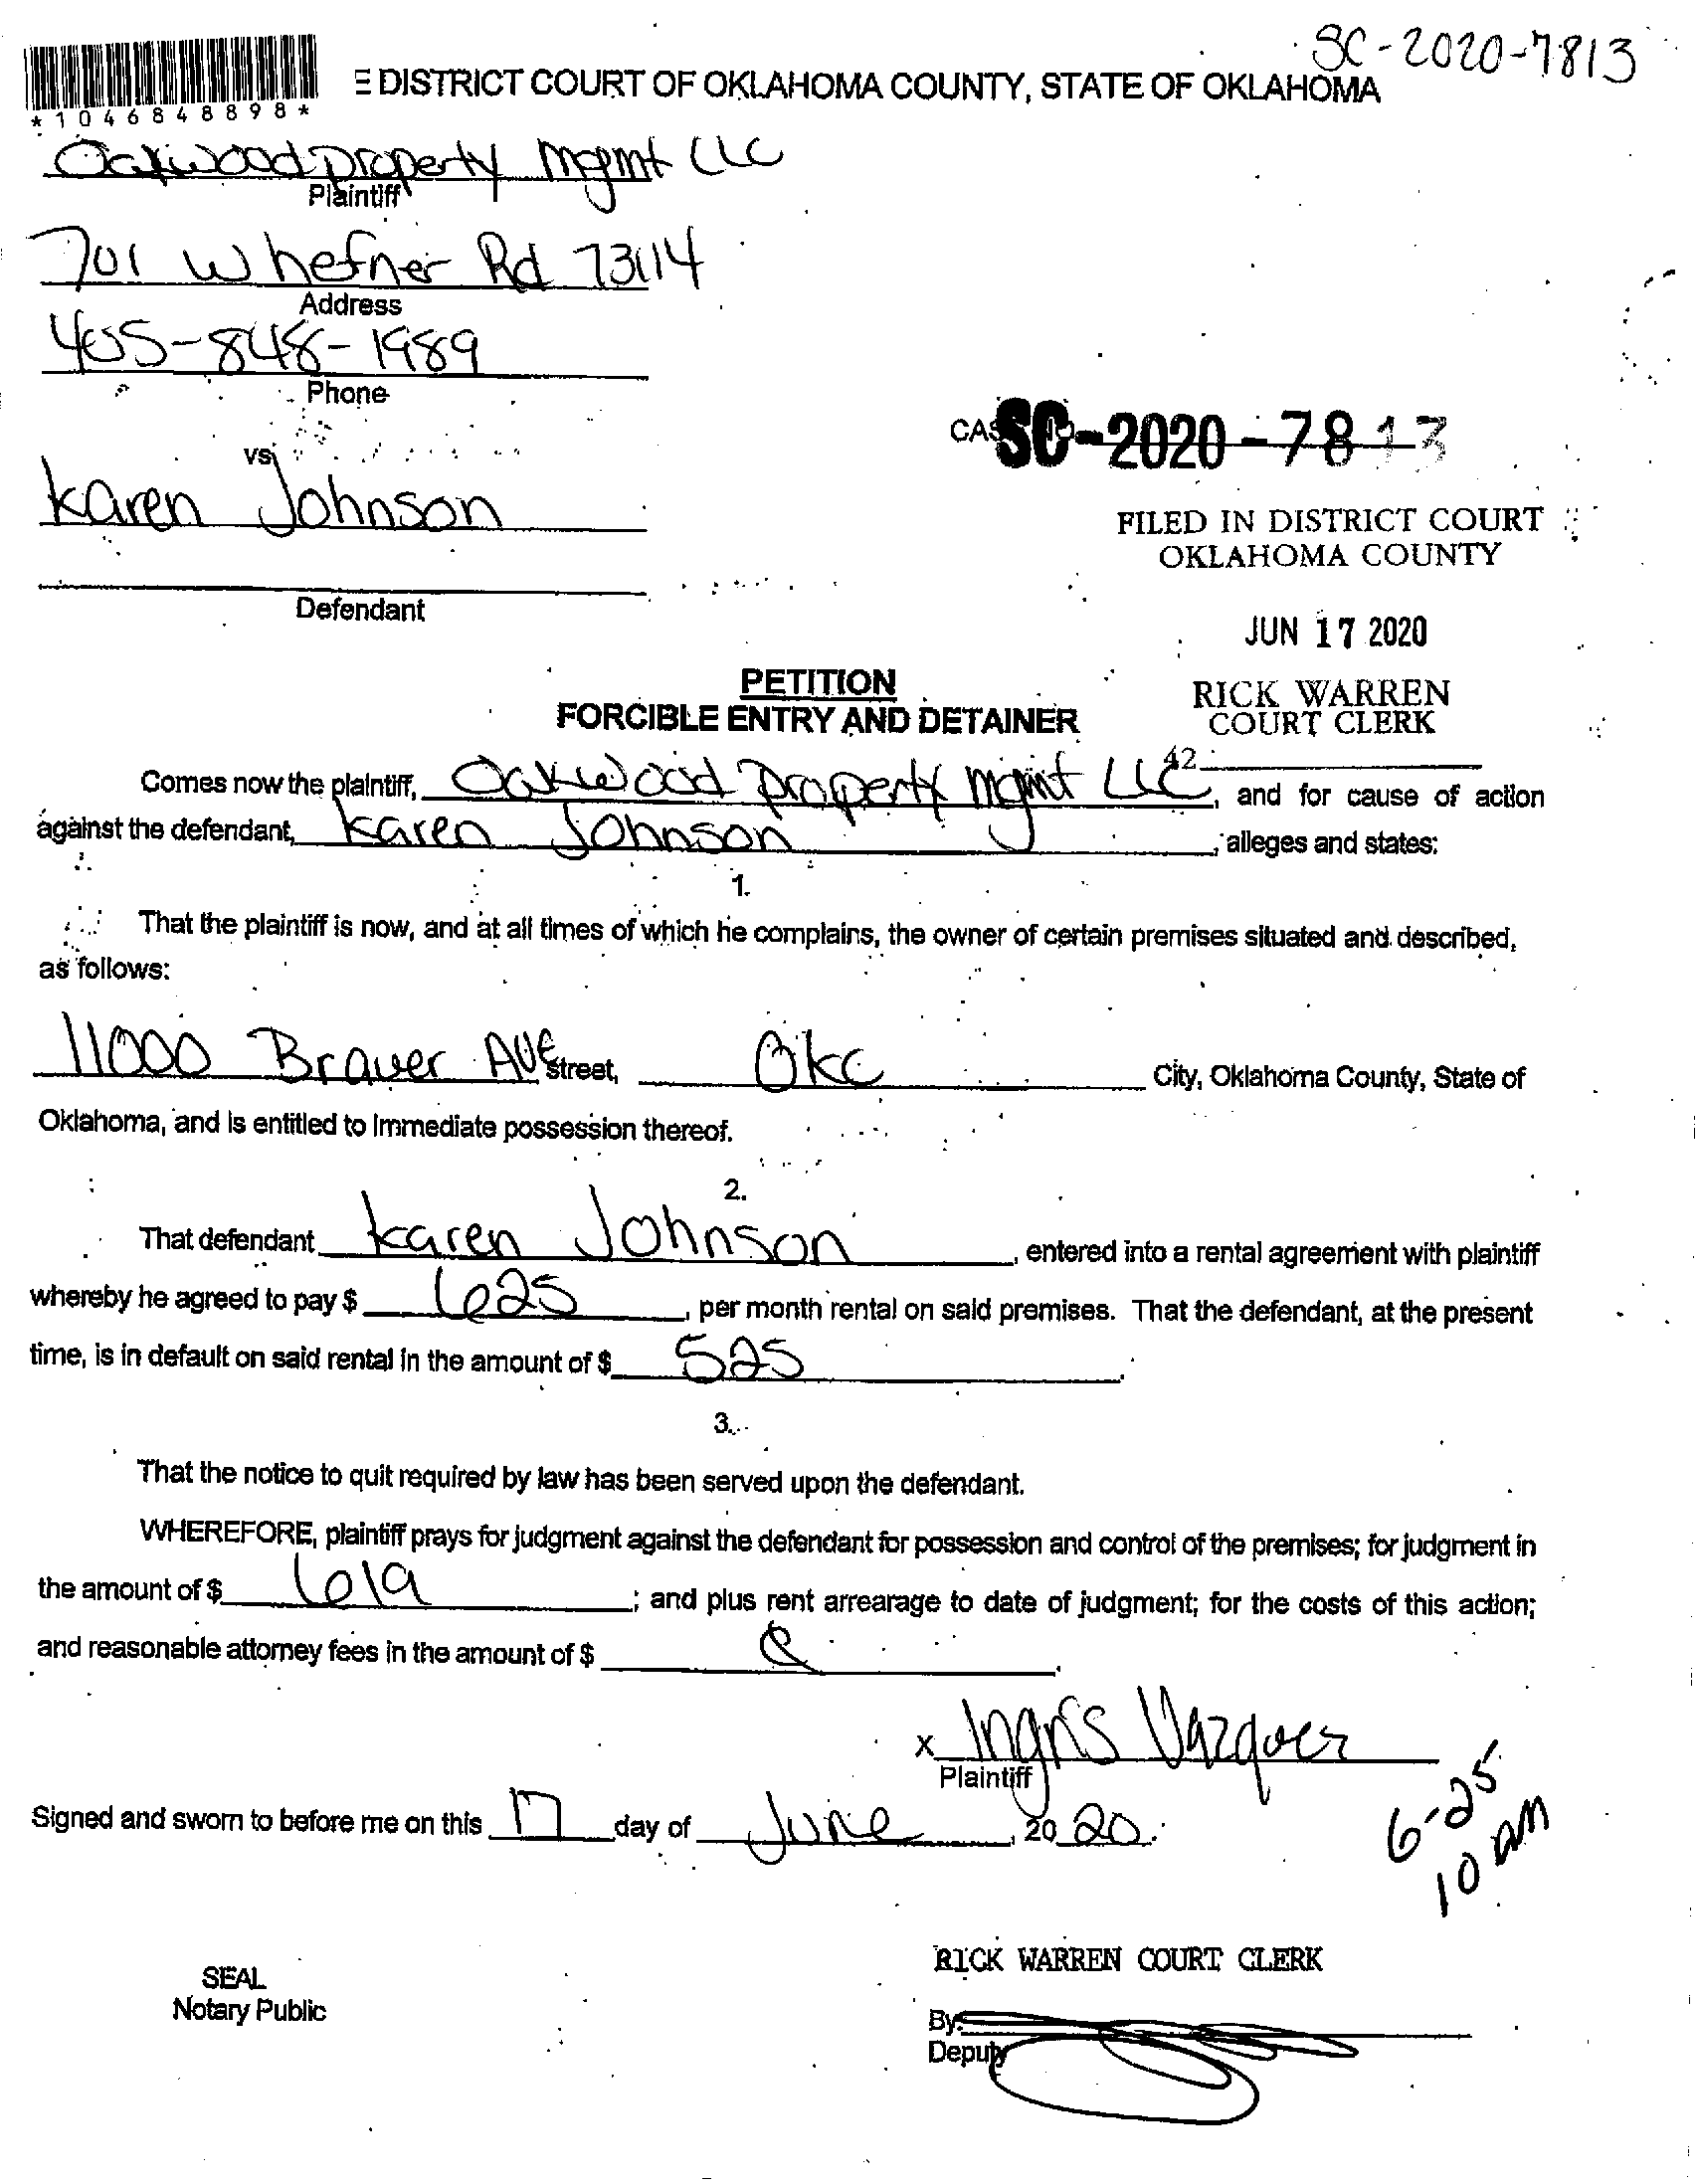 SC-2020-7813
*1046848898*
E DISTRICT COURT OF OKLAHOMA COUNTY, STATE OF OKLAHOMA
Oakwood property mgmt LLC
Plaintiff
701 W hefner Rd 73114
Address
405-848-1989
Phone
vs
Karen Johnson
Defendant
CAS SC-2020-7813
FILED IN DISTRICT COURT
OKLAHOMA COUNTY
JUN 17 2020
RICK WARREN
COURT CLERK
42
PETITION
FORCIBLE ENTRY AND DETAINER
Comes now the plaintiff, Oakwood property mgmt LLC, and for cause of action
against the defendant, Karen Johnson, alleges and states:
1.
That the plaintiff is now, and at all times of which he complains, the owner of certain premises situated and described,
as follows:
11000 Brauer Ave Street, Okc City, Oklahoma County, State of
Oklahoma, and is entitled to immediate possession thereof.
2.
That defendant Karen Johnson, entered into a rental agreement with plaintiff
whereby he agreed to pay $ 625, per month rental on said premises. That the defendant, at the present
time, is in default on said rental in the amount of $ 525.
3.
That the notice to quit required by law has been served upon the defendant.
WHEREFORE, plaintiff prays for judgment against the defendant for possession and control of the premises; for judgment in
the amount of $ 619; and plus rent arrearage to date of judgment; for the costs of this action;
and reasonable attorney fees in the amount of $
x Ingris Vazquez
Plaintiff
Signed and sworn to before me on this 17 day of June, 20 20.
6-25
10 am
RICK WARREN COURT CLERK
SEAL
Notary Public
By:
Deputy